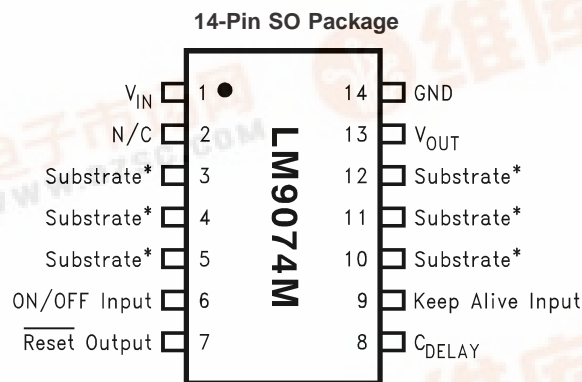 14-Pin SO Package
V_IN 1 14 GND
N/C 2 13 V_OUT
Substrate* 3 12 Substrate*
Substrate* 4 11 Substrate*
Substrate* 5 10 Substrate*
ON/OFF Input 6 9 Keep Alive Input
Reset Output 7 8 C_DELAY
LM9074M